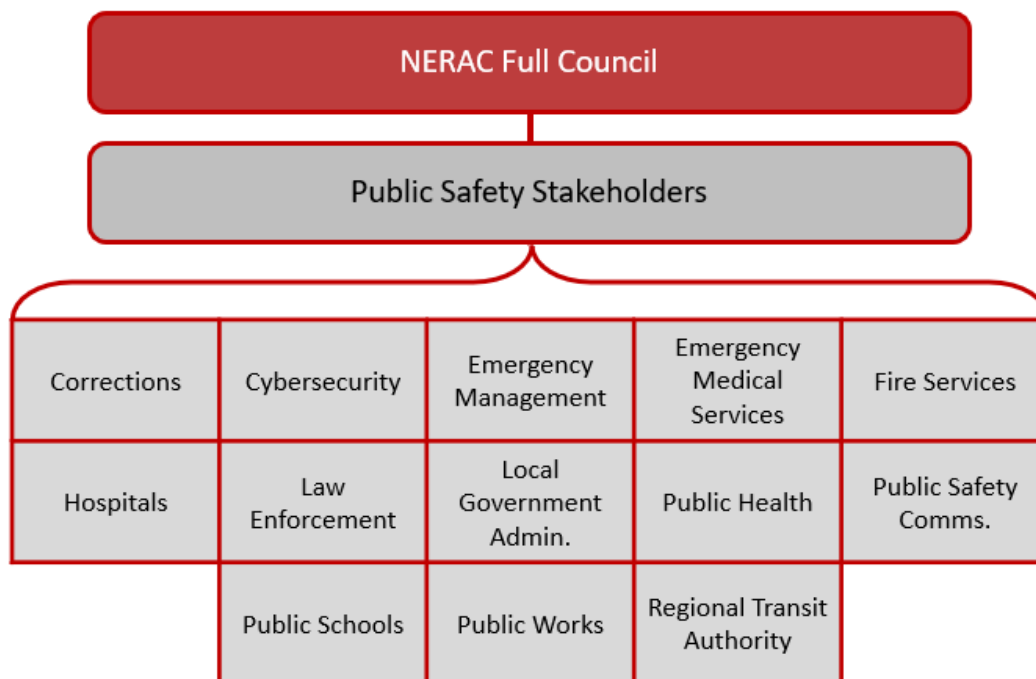 NERAC Full Council
Public Safety Stakeholders
Corrections
Cybersecurity
Emergency
Management
Emergency
Medical
Services
Fire Services
Hospitals
Law
Enforcement
Local
Government
Admin.
Public Health
Public Safety
Comms.
Public Schools
Public Works
Regional Transit
Authority